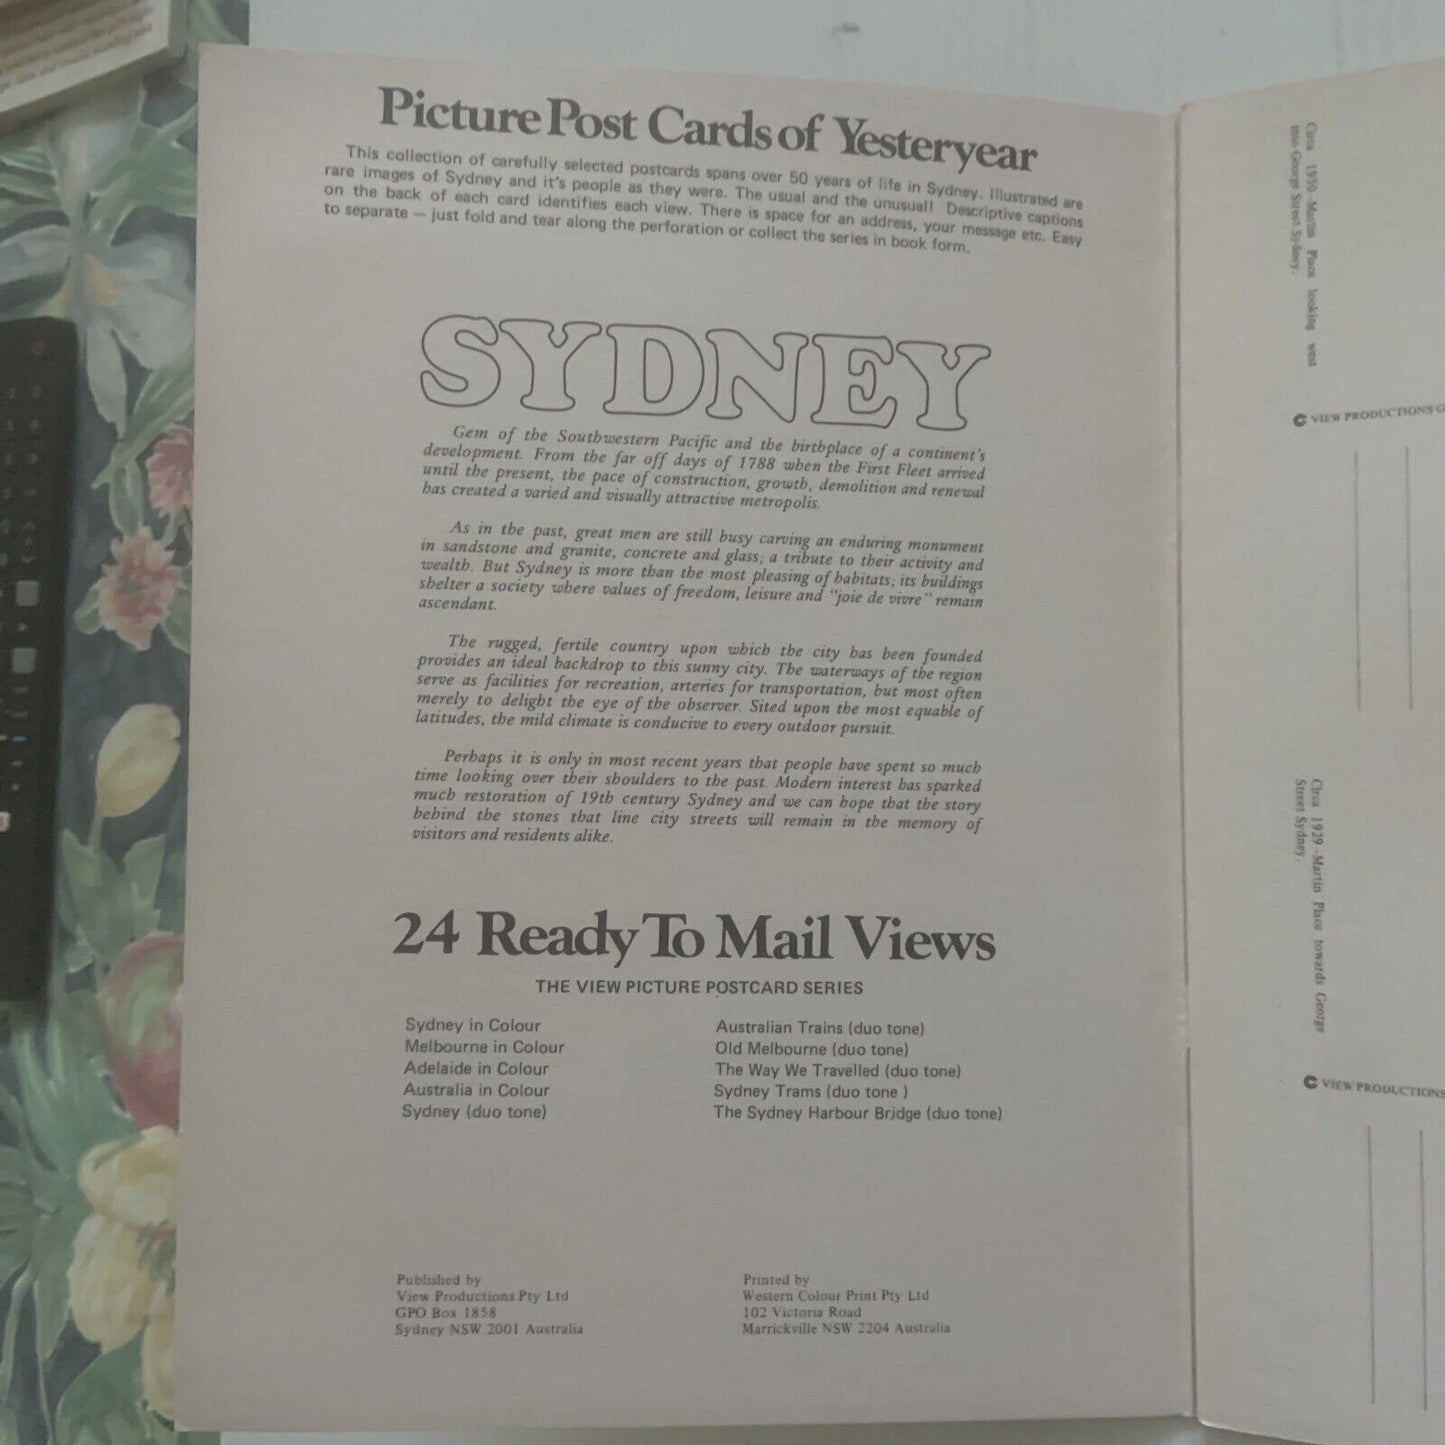 Picture Post Cards of Yesteryear
This collection of carefully selected postcards spans over 50 years of life in Sydney. Illustrated are
rare images of Sydney and it's people as they were. The usual and the unusual! Descriptive captions
on the back of each card identifies each view. There is space for an address, your message etc. Easy
to separate — just fold and tear along the perforation or collect the series in book form.
SYDNEY
Gem of the Southwestern Pacific and the birthplace of a continent's
development. From the far off days of 1788 when the First Fleet arrived
until the present, the pace of construction, growth, demolition and renewal
has created a varied and visually attractive metropolis.
As in the past, great men are still busy carving an enduring monument
in sandstone and granite, concrete and glass; a tribute to their activity and
wealth. But Sydney is more than the most pleasing of habitats; its buildings
shelter a society where values of freedom, leisure and "joie de vivre" remain
ascendant.
The rugged, fertile country upon which the city has been founded
provides an ideal backdrop to this sunny city. The waterways of the region
serve as facilities for recreation, arteries for transportation, but most often
merely to delight the eye of the observer. Sited upon the most equable of
latitudes, the mild climate is conducive to every outdoor pursuit.
Perhaps it is only in most recent years that people have spent so much
time looking over their shoulders to the past. Modern interest has sparked
much restoration of 19th century Sydney and we can hope that the story
behind the stones that line city streets will remain in the memory of
visitors and residents alike.
24 Ready To Mail Views
THE VIEW PICTURE POSTCARD SERIES
Sydney in Colour
Melbourne in Colour
Adelaide in Colour
Australia in Colour
Sydney (duo tone)
Australian Trains (duo tone)
Old Melbourne (duo tone)
The Way We Travelled (duo tone)
Sydney Trams (duo tone )
The Sydney Harbour Bridge (duo tone)
Published by
View Productions Pty Ltd
GPO Box 1858
Sydney NSW 2001 Australia
Printed by
Western Colour Print Pty Ltd
102 Victoria Road
Marrickville NSW 2204 Australia
Circa 1930–Martin Place looking west
into George Street Sydney.
© VIEW PRODUCTIONS
Circa 1929–Martin Place towards George
Street Sydney.
© VIEW PRODUCTIONS